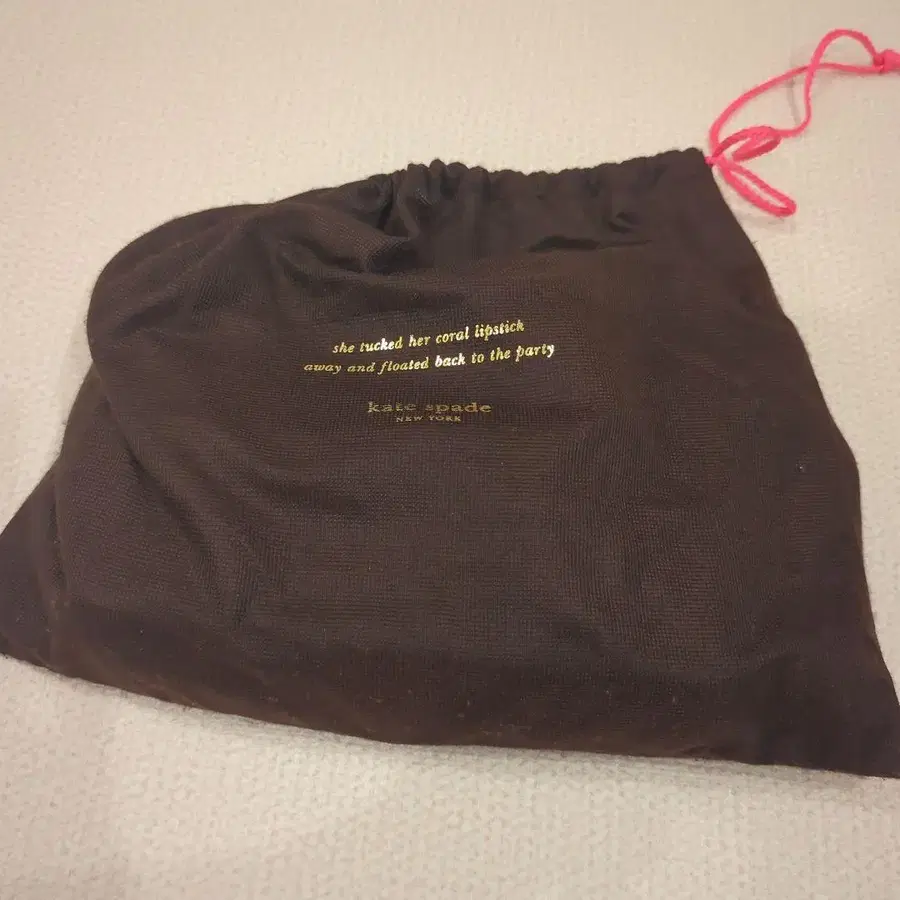 she tucked her coral lipstick
away and floated back to the party
kate spade
NEW YORK